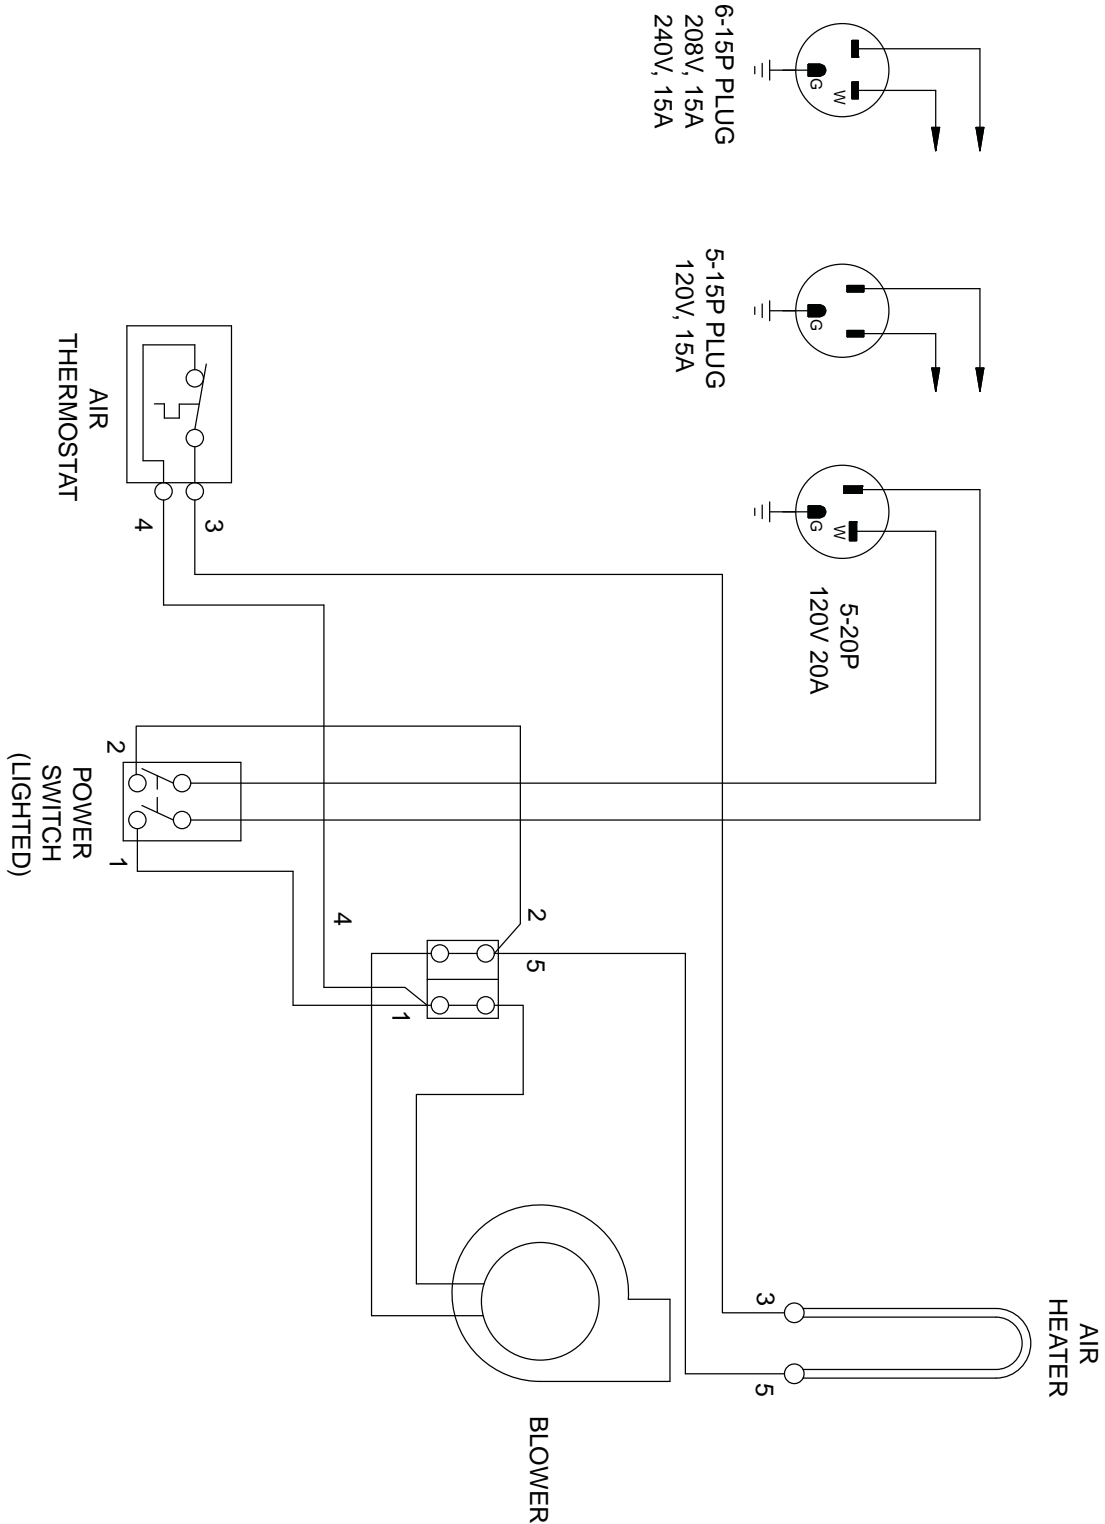 AIR
HEATER
3
5
BLOWER
5-20P
120V 20A
G
W
5-15P PLUG
120V, 15A
G
6-15P PLUG
208V, 15A
240V, 15A
G
W
2
5
4
1
3
4
AIR
THERMOSTAT
2
1
POWER
SWITCH
(LIGHTED)